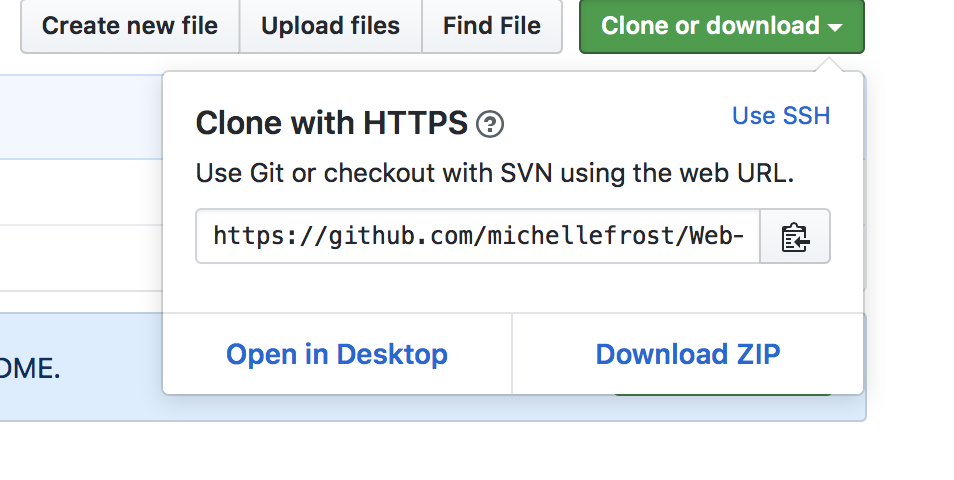 Create new file Upload files Find File Clone or download
Clone with HTTPS ?
Use SSH
Use Git or checkout with SVN using the web URL.
https://github.com/michellefrost/Web-
OME.
Open in Desktop Download ZIP